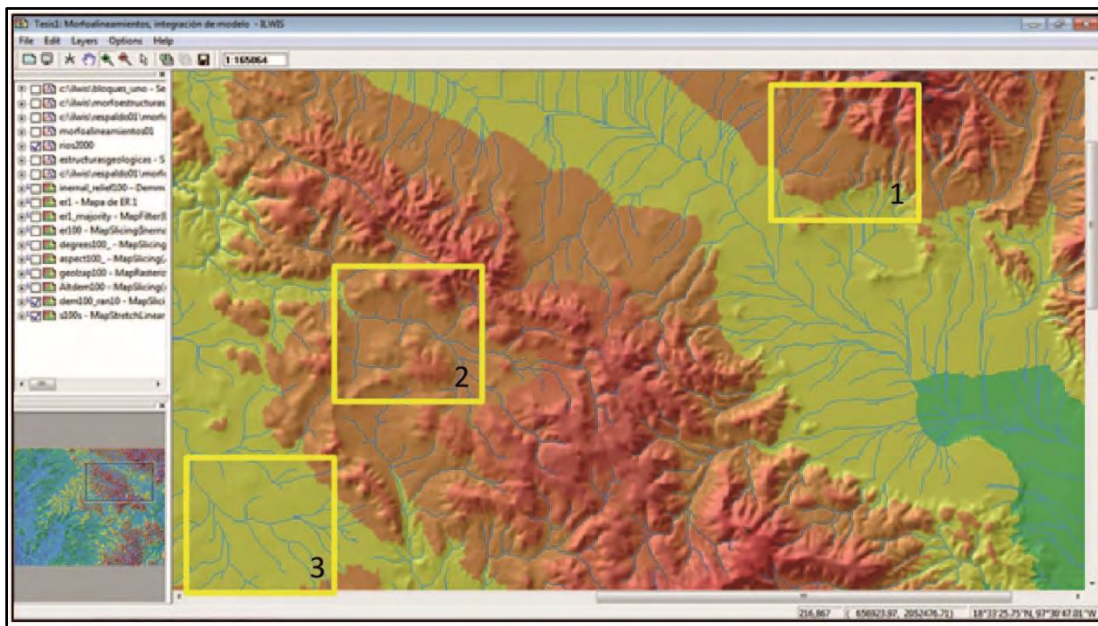 Tesis1: Morfoalineamientos, integración de modelo - ILWIS
File Edit Layers Options Help
1:165064
c:\ilwis\bloques_uno - Se
c:\ilwis\morfoestructuras
c:\ilwis\respaldo01\morfo
morfoalineamientos01
rios2000
estructurasgeologicas - S
c:\ilwis\respaldo01\morfo
inernal_relief100 - Demm
er1 - Mapa de ER.1
er1_majority - MapFilter(
er100 - MapSlicing(inerna
degrees100_ - MapSlicing
aspect100_ - MapSlicing(
geolzap100 - MapRasteriz
Altdem100 - MapSlicing(
dem100_ran10 - MapSlici
s100s - MapStretchLinear
1
2
3
216,867 ( 656923.97, 2052476.71) 18°33'25.75"N, 97°30'47.01"W